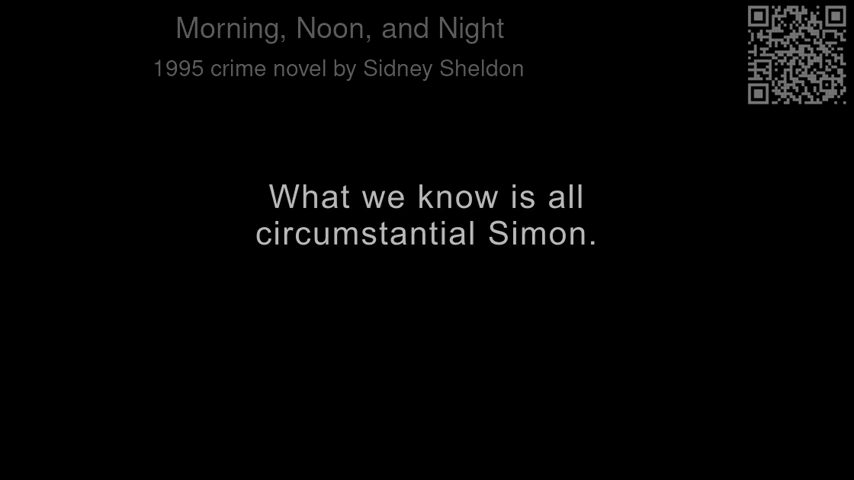 Morning, Noon, and Night
1995 crime novel by Sidney Sheldon
What we know is all
circumstantial Simon.